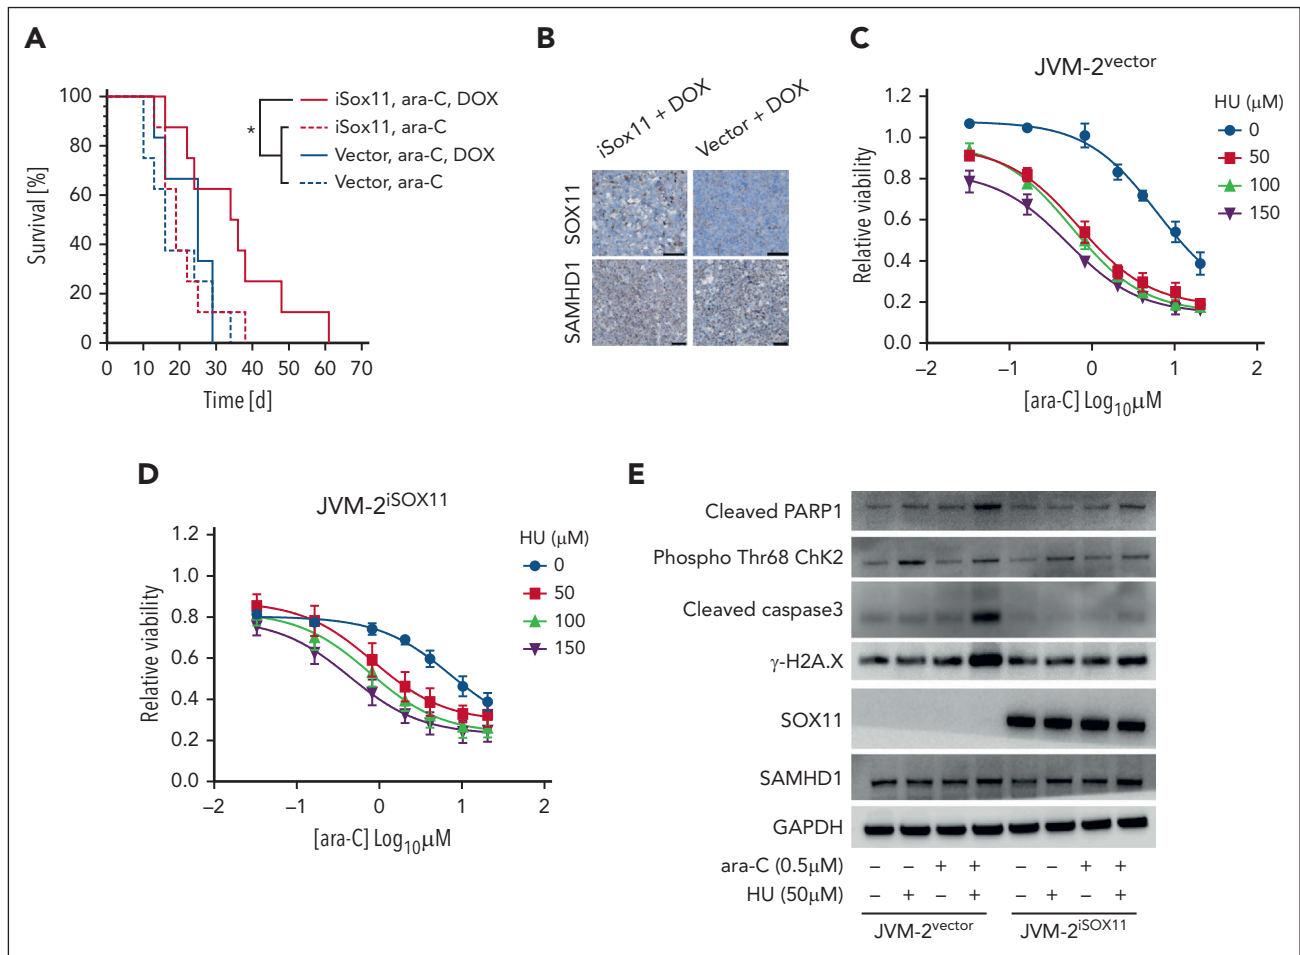 A
Survival [%]
100
80
60
40
20
0
0 10 20 30 40 50 60 70
Time [d]
*
iSox11, ara-C, DOX
iSox11, ara-C
Vector, ara-C, DOX
Vector, ara-C
B
iSox11 + DOX
Vector + DOX
SOX11
SAMHD1
C
JVM-2vector
Relative viability
1.2
1.0
0.8
0.6
0.4
0.2
0.0
–2 –1 0 1 2
[ara-C] Log10μM
HU (μM)
0
50
100
150
D
JVM-2iSOX11
Relative viability
1.2
1.0
0.8
0.6
0.4
0.2
0.0
–2 –1 0 1 2
[ara-C] Log10μM
HU (μM)
0
50
100
150
E
Cleaved PARP1
Phospho Thr68 ChK2
Cleaved caspase3
γ-H2A.X
SOX11
SAMHD1
GAPDH
ara-C (0.5μM) – – + + – – + +
HU (50μM) – + – + – + – +
JVM-2vector JVM-2iSOX11